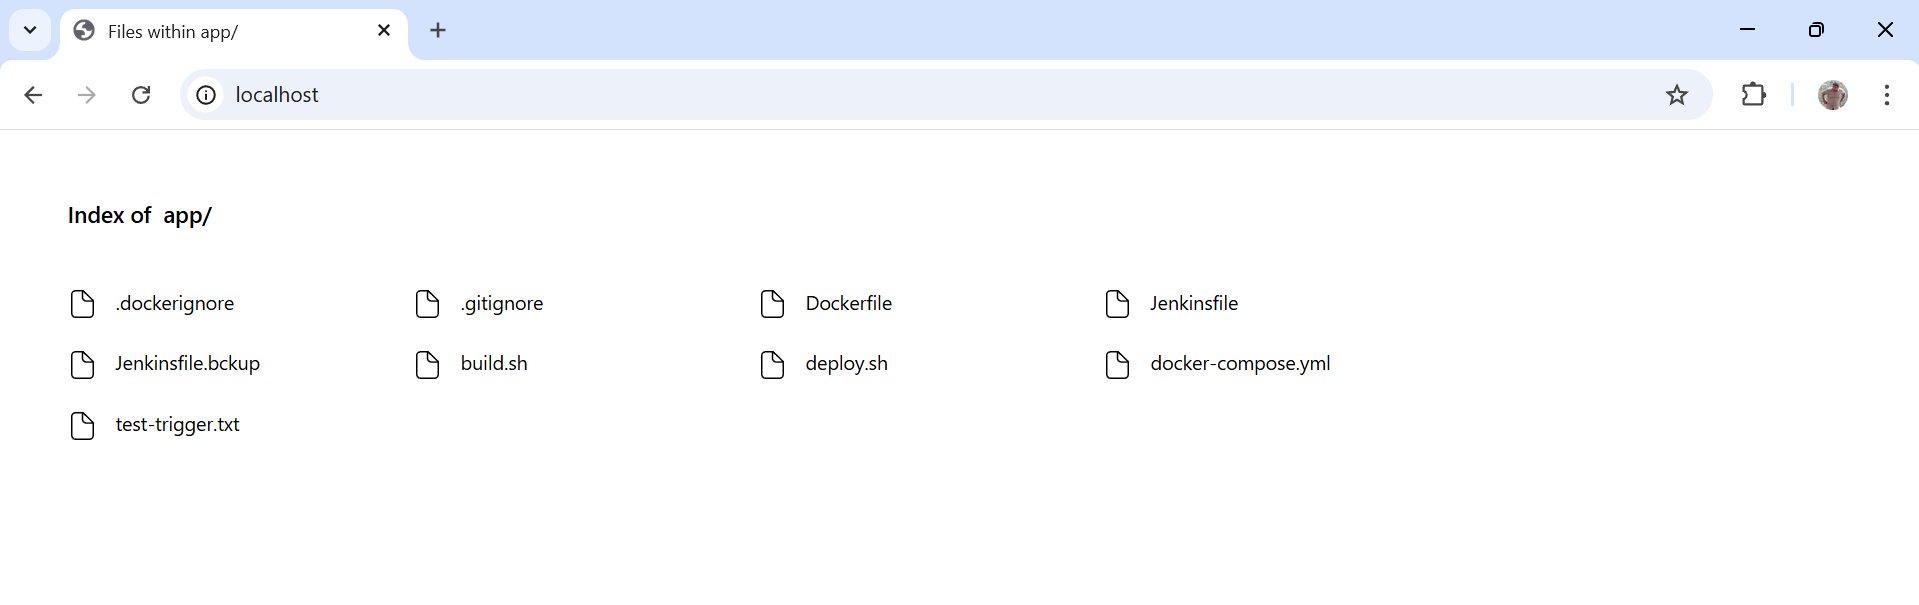 Files within app/
localhost
Index of app/
.dockerignore .gitignore Dockerfile Jenkinsfile
Jenkinsfile.bckup build.sh deploy.sh docker-compose.yml
test-trigger.txt